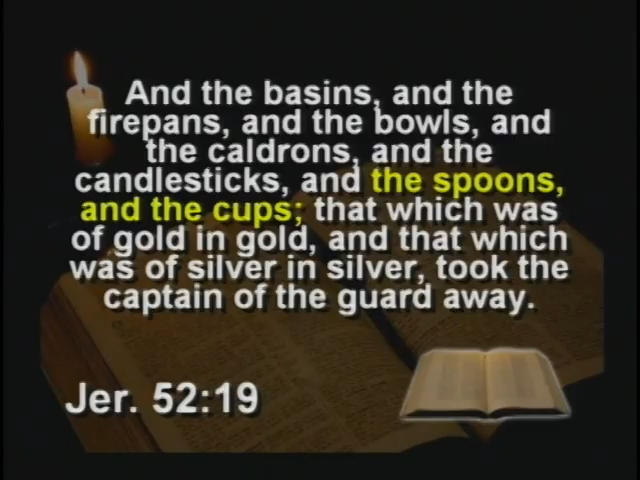 And the basins, and the
firepans, and the bowls, and
the caldrons, and the
candlesticks, and the spoons,
and the cups; that which was
of gold in gold, and that which
was of silver in silver, took the
captain of the guard away.
Jer. 52:19